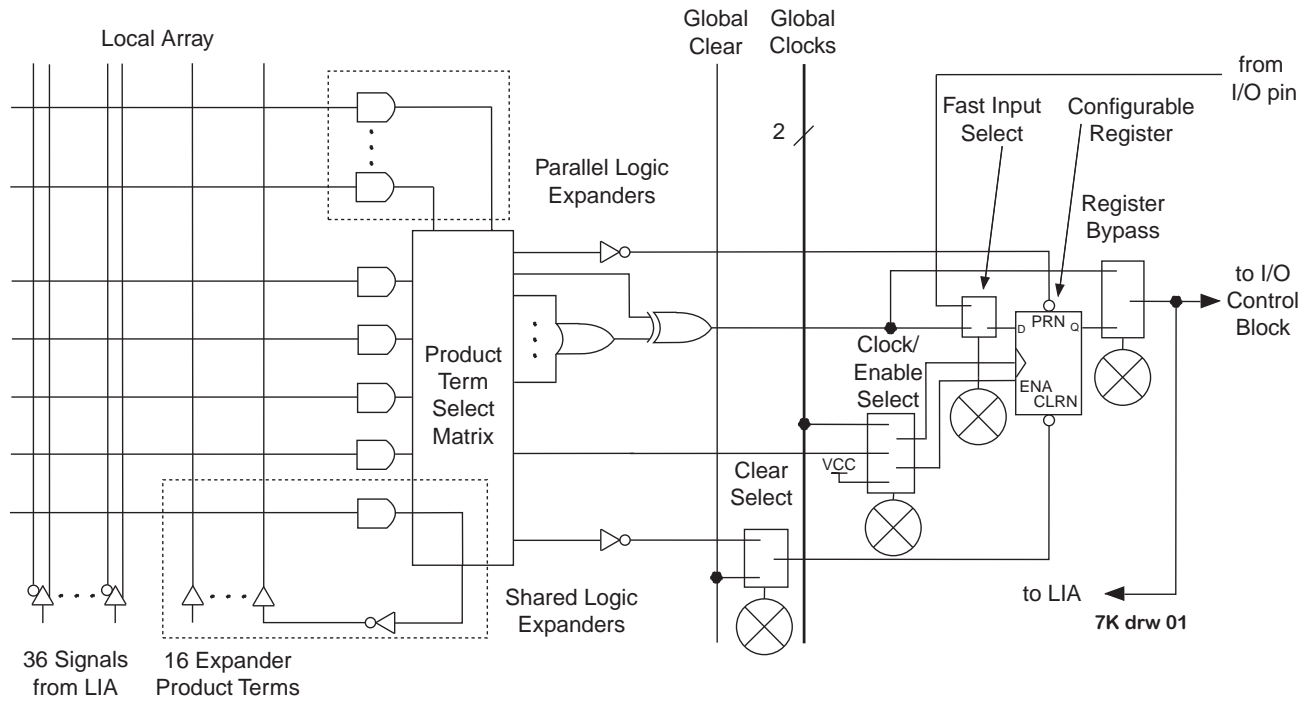 Local Array
Global
Clear
Global
Clocks
from
I/O pin
Fast Input
Select
Configurable
Register
2
Parallel Logic
Expanders
Register
Bypass
to I/O
Control
Block
D
PRN
Q
ENA
CLRN
Clock/
Enable
Select
Product
Term
Select
Matrix
VCC
Clear
Select
Shared Logic
Expanders
to LIA
7K drw 01
36 Signals
from LIA
16 Expander
Product Terms